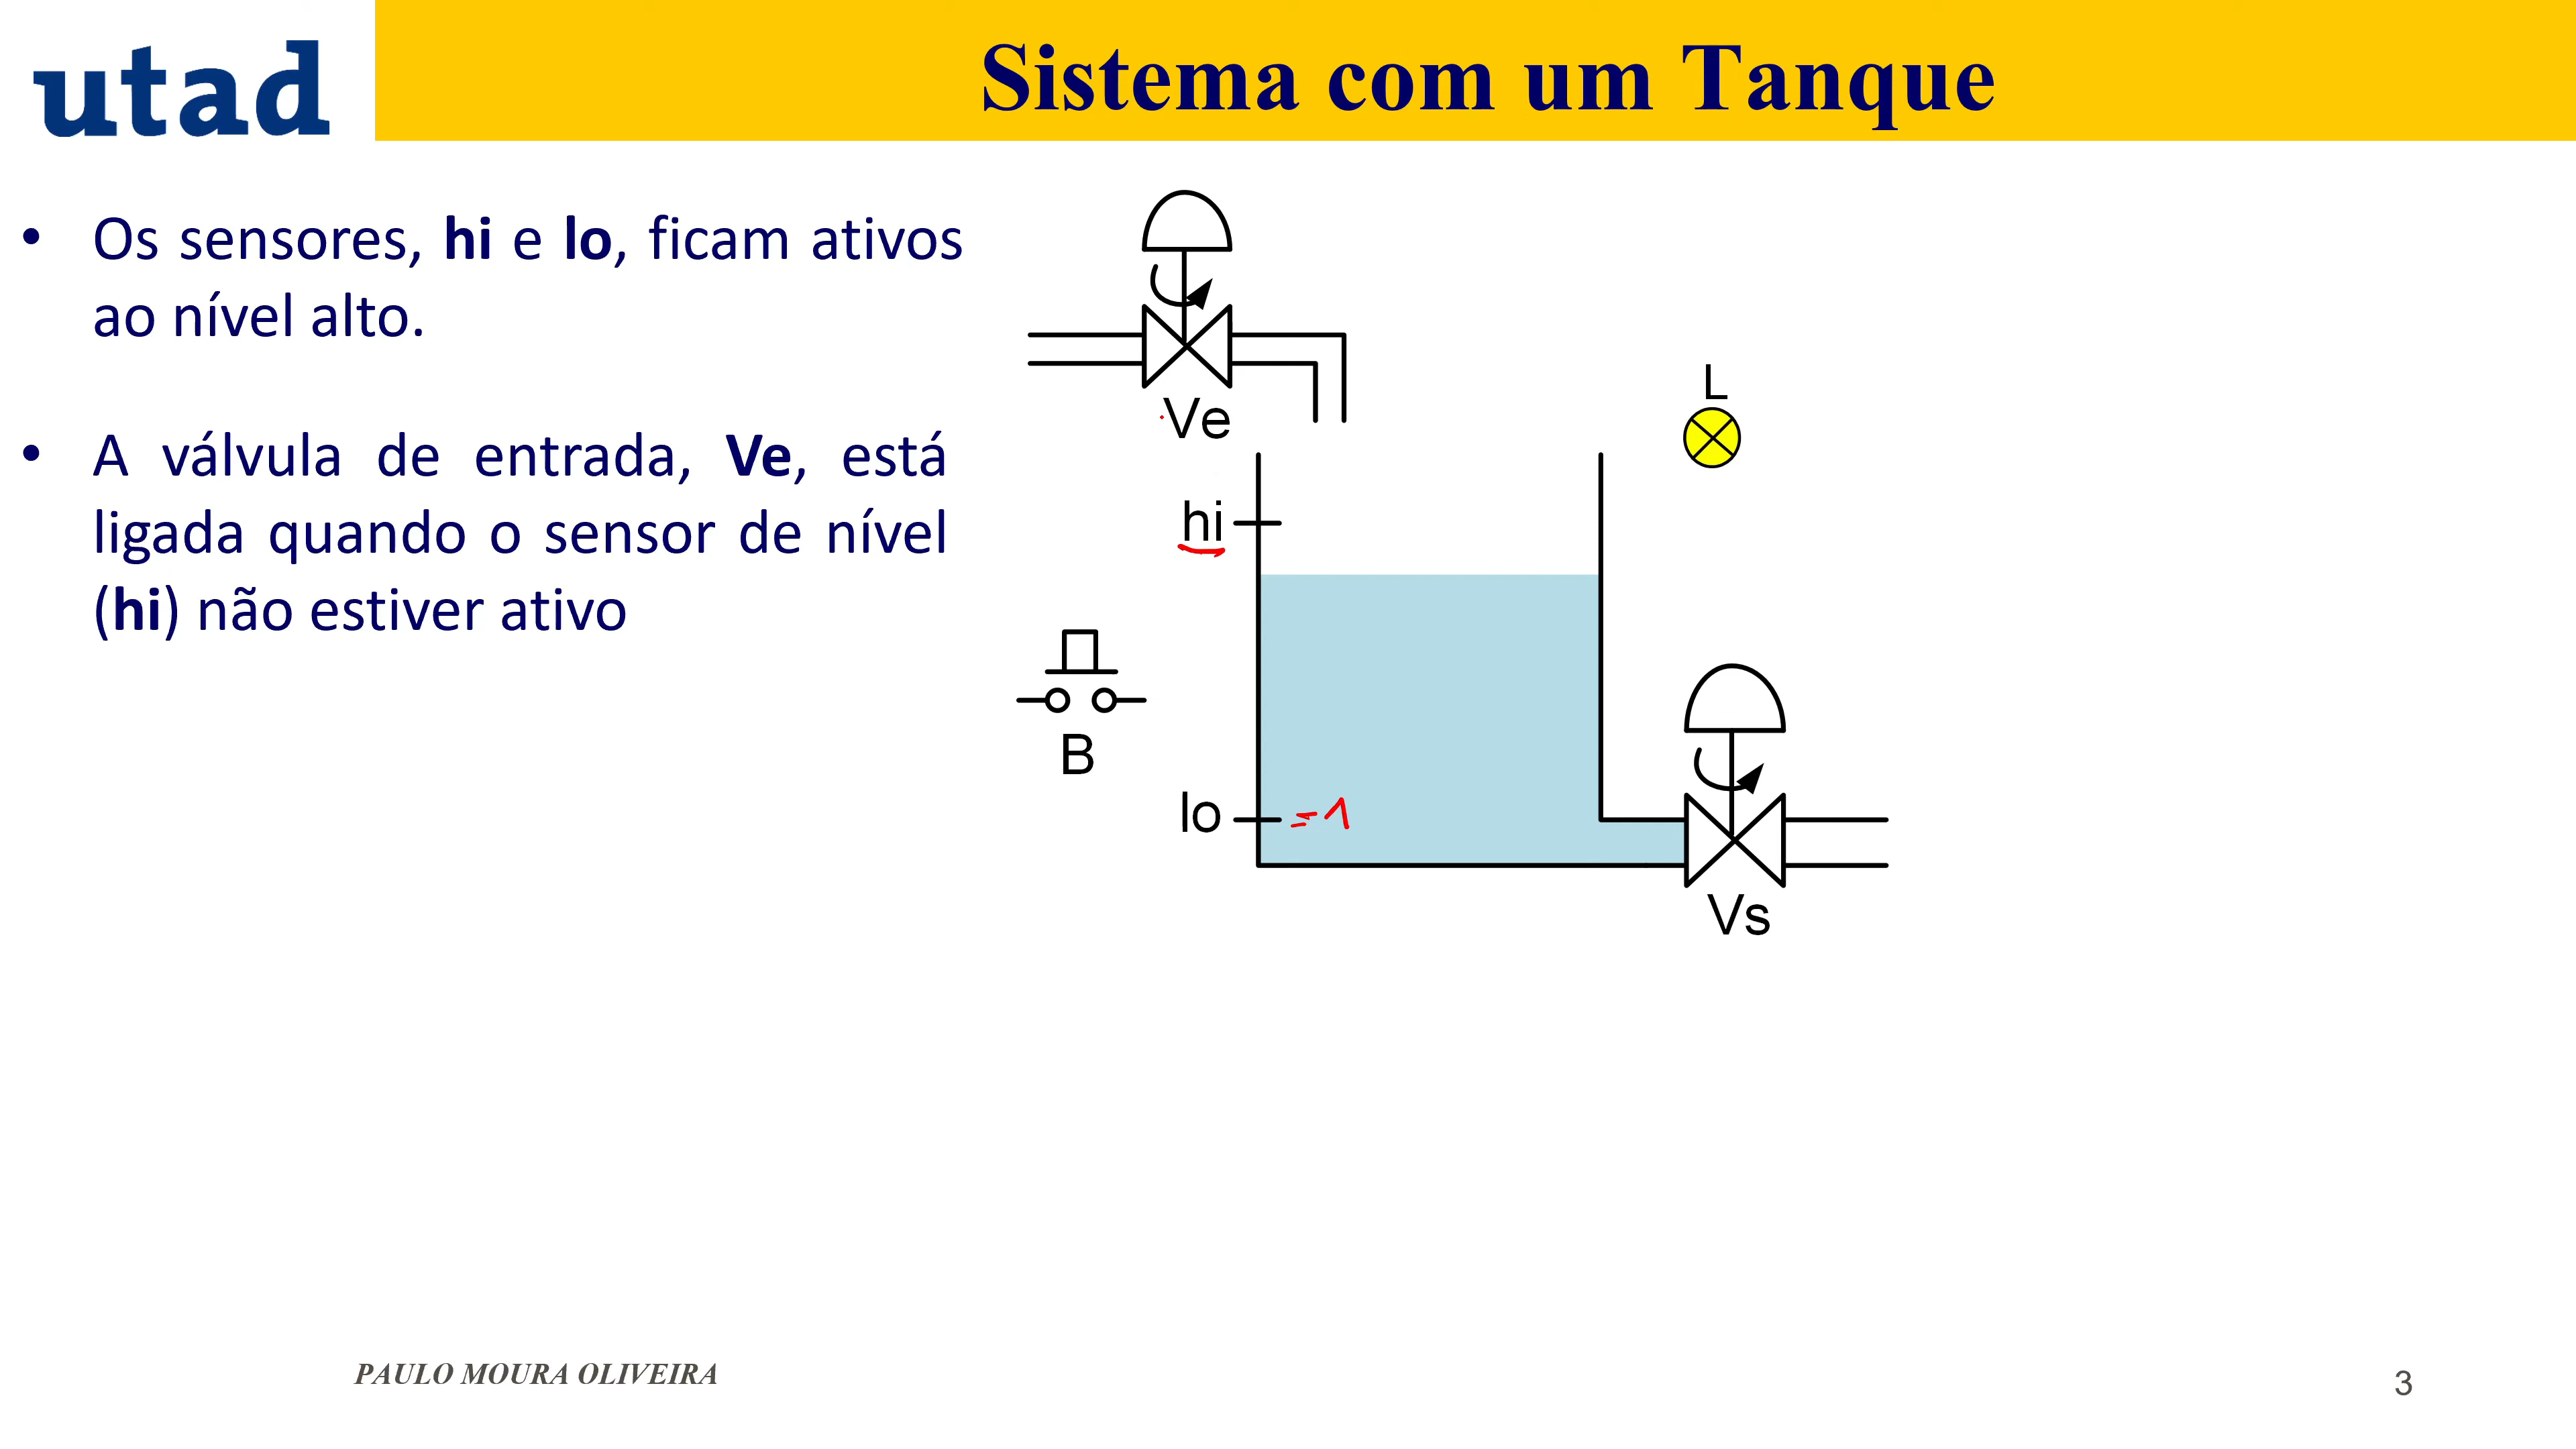 utad
Sistema com um Tanque
• Os sensores, hi e lo, ficam ativos
ao nível alto.
• A válvula de entrada, Ve, está
ligada quando o sensor de nível
(hi) não estiver ativo
Ve
L
hi
B
lo =1
Vs
PAULO MOURA OLIVEIRA
3